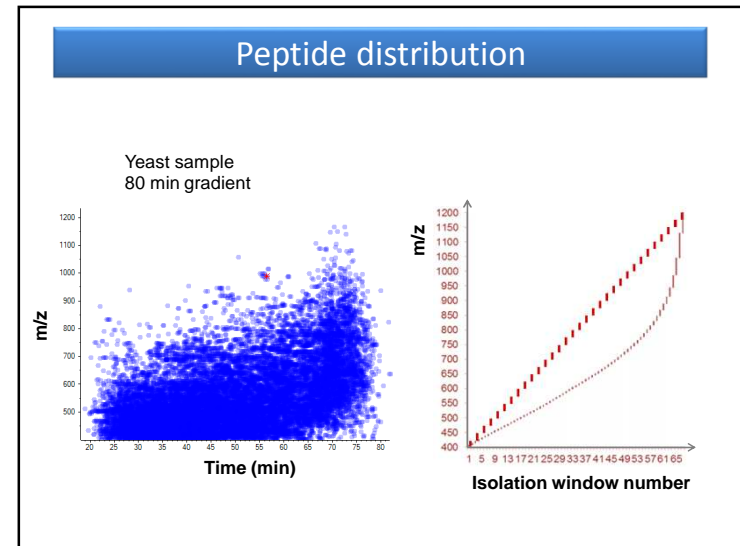 Peptide distribution
Yeast sample
80 min gradient
m/z
1200
1100
1000
900
800
700
600
500
20 25 30 35 40 45 50 55 60 65 70 75 80
Time (min)
m/z
1200
1150
1100
1050
1000
950
900
850
800
750
700
650
600
550
500
450
400
1 5 9 13 17 21 25 29 33 37 41 45 49 53 57 61 65
Isolation window number